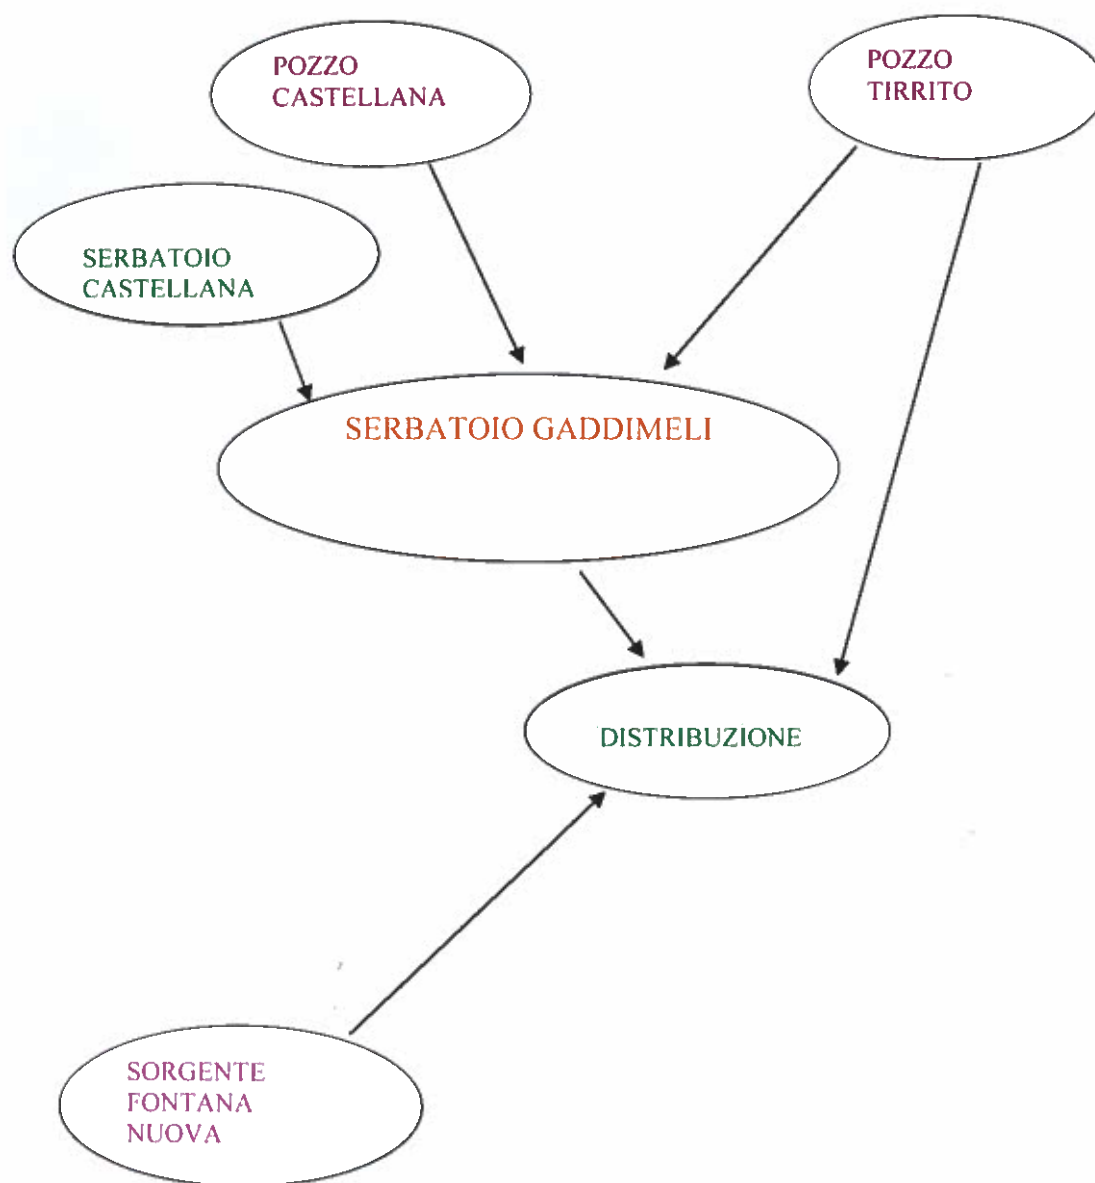 POZZO
CASTELLANA
POZZO
TIRRITO
SERBATOIO
CASTELLANA
SERBATOIO GADDIMELI
DISTRIBUZIONE
SORGENTE
FONTANA
NUOVA